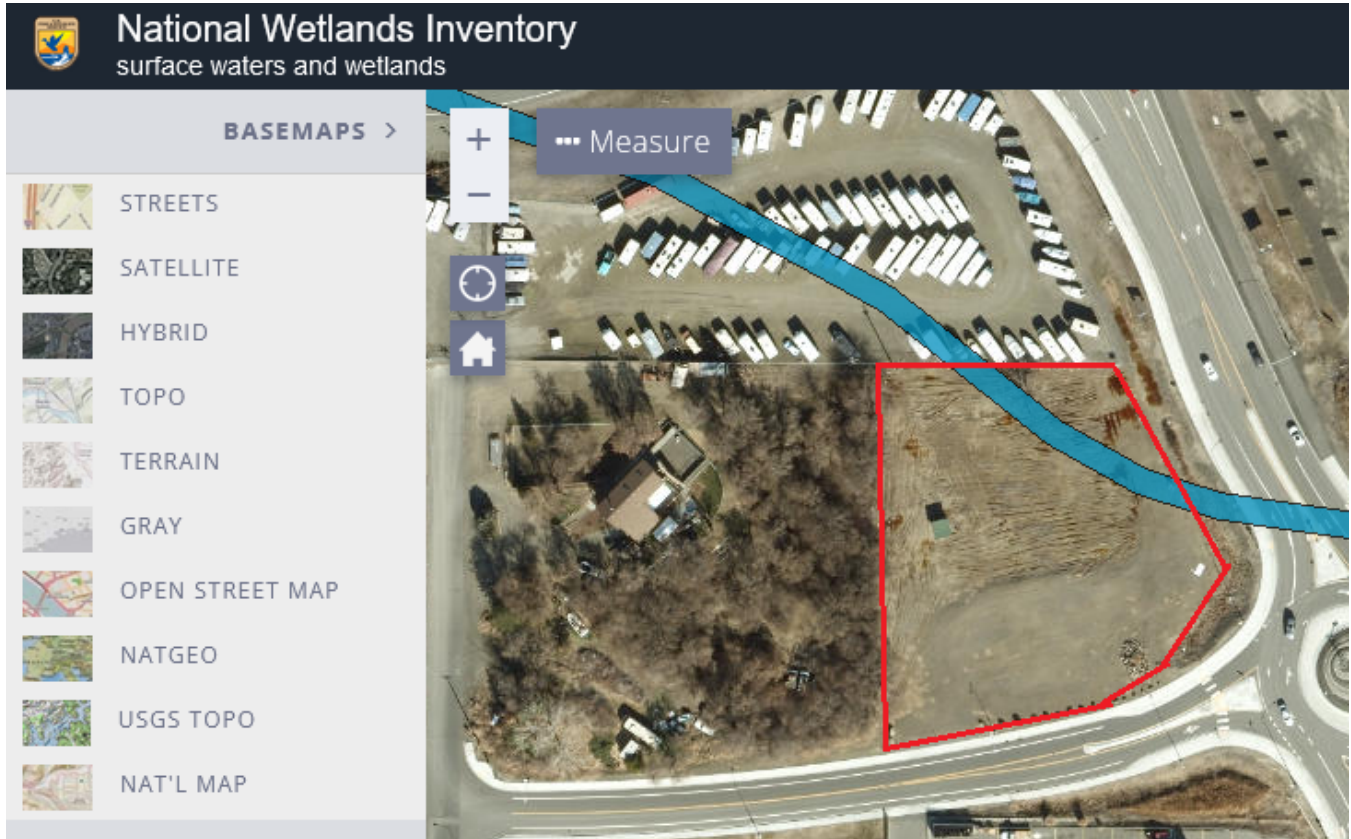 National Wetlands Inventory
surface waters and wetlands
BASEMAPS >
+
••• Measure
−
STREETS
SATELLITE
HYBRID
TOPO
TERRAIN
GRAY
OPEN STREET MAP
NATGEO
USGS TOPO
NAT'L MAP